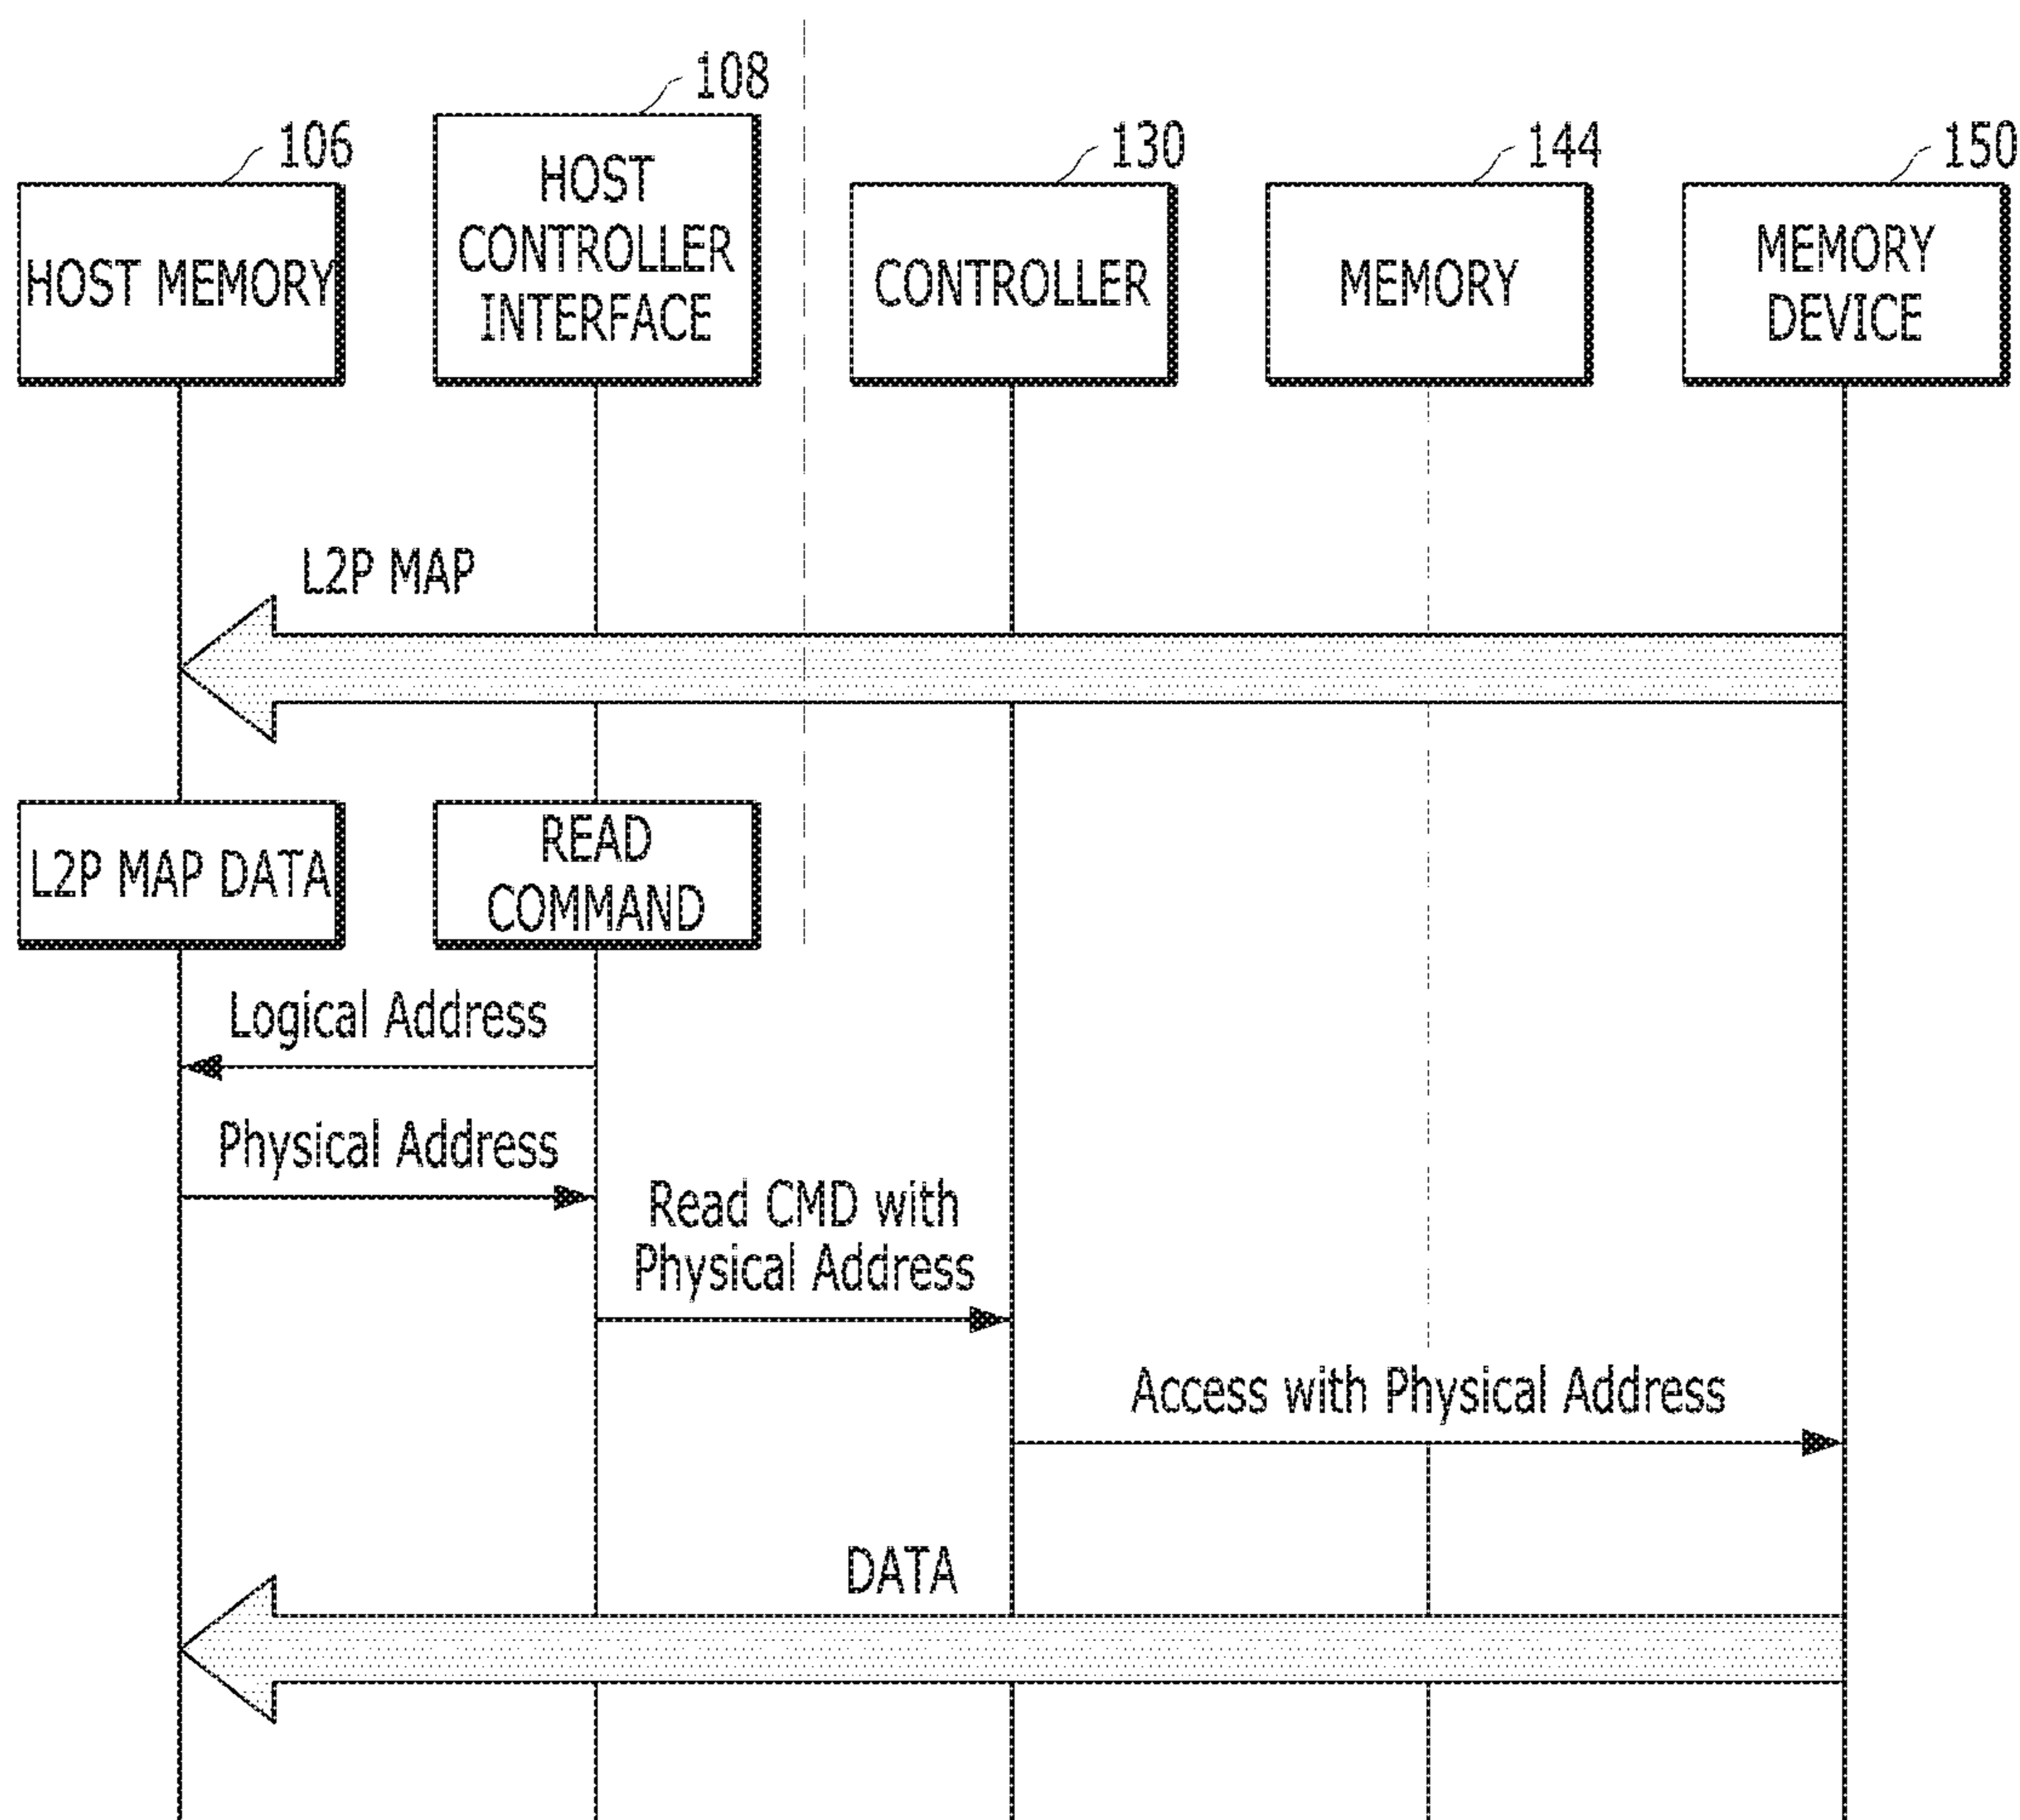 108
106
130
144
150
HOST MEMORY
HOST
CONTROLLER
INTERFACE
CONTROLLER
MEMORY
MEMORY
DEVICE
L2P MAP
L2P MAP DATA
READ
COMMAND
Logical Address
Physical Address
Read CMD with
Physical Address
Access with Physical Address
DATA